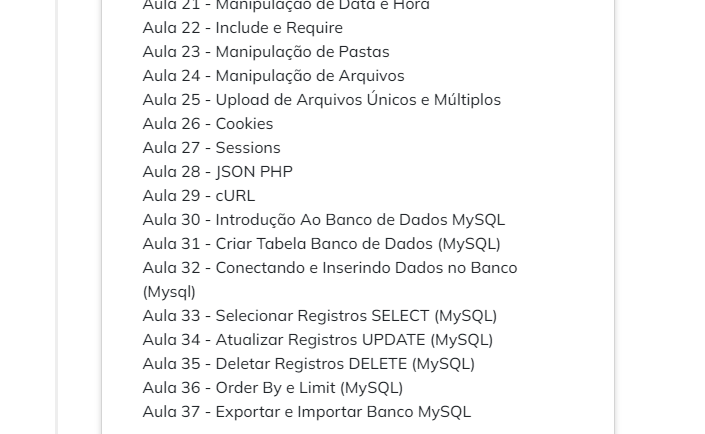 Aula 21 - Manipulação de Data e Hora
Aula 22 - Include e Require
Aula 23 - Manipulação de Pastas
Aula 24 - Manipulação de Arquivos
Aula 25 - Upload de Arquivos Únicos e Múltiplos
Aula 26 - Cookies
Aula 27 - Sessions
Aula 28 - JSON PHP
Aula 29 - cURL
Aula 30 - Introdução Ao Banco de Dados MySQL
Aula 31 - Criar Tabela Banco de Dados (MySQL)
Aula 32 - Conectando e Inserindo Dados no Banco
(Mysql)
Aula 33 - Selecionar Registros SELECT (MySQL)
Aula 34 - Atualizar Registros UPDATE (MySQL)
Aula 35 - Deletar Registros DELETE (MySQL)
Aula 36 - Order By e Limit (MySQL)
Aula 37 - Exportar e Importar Banco MySQL